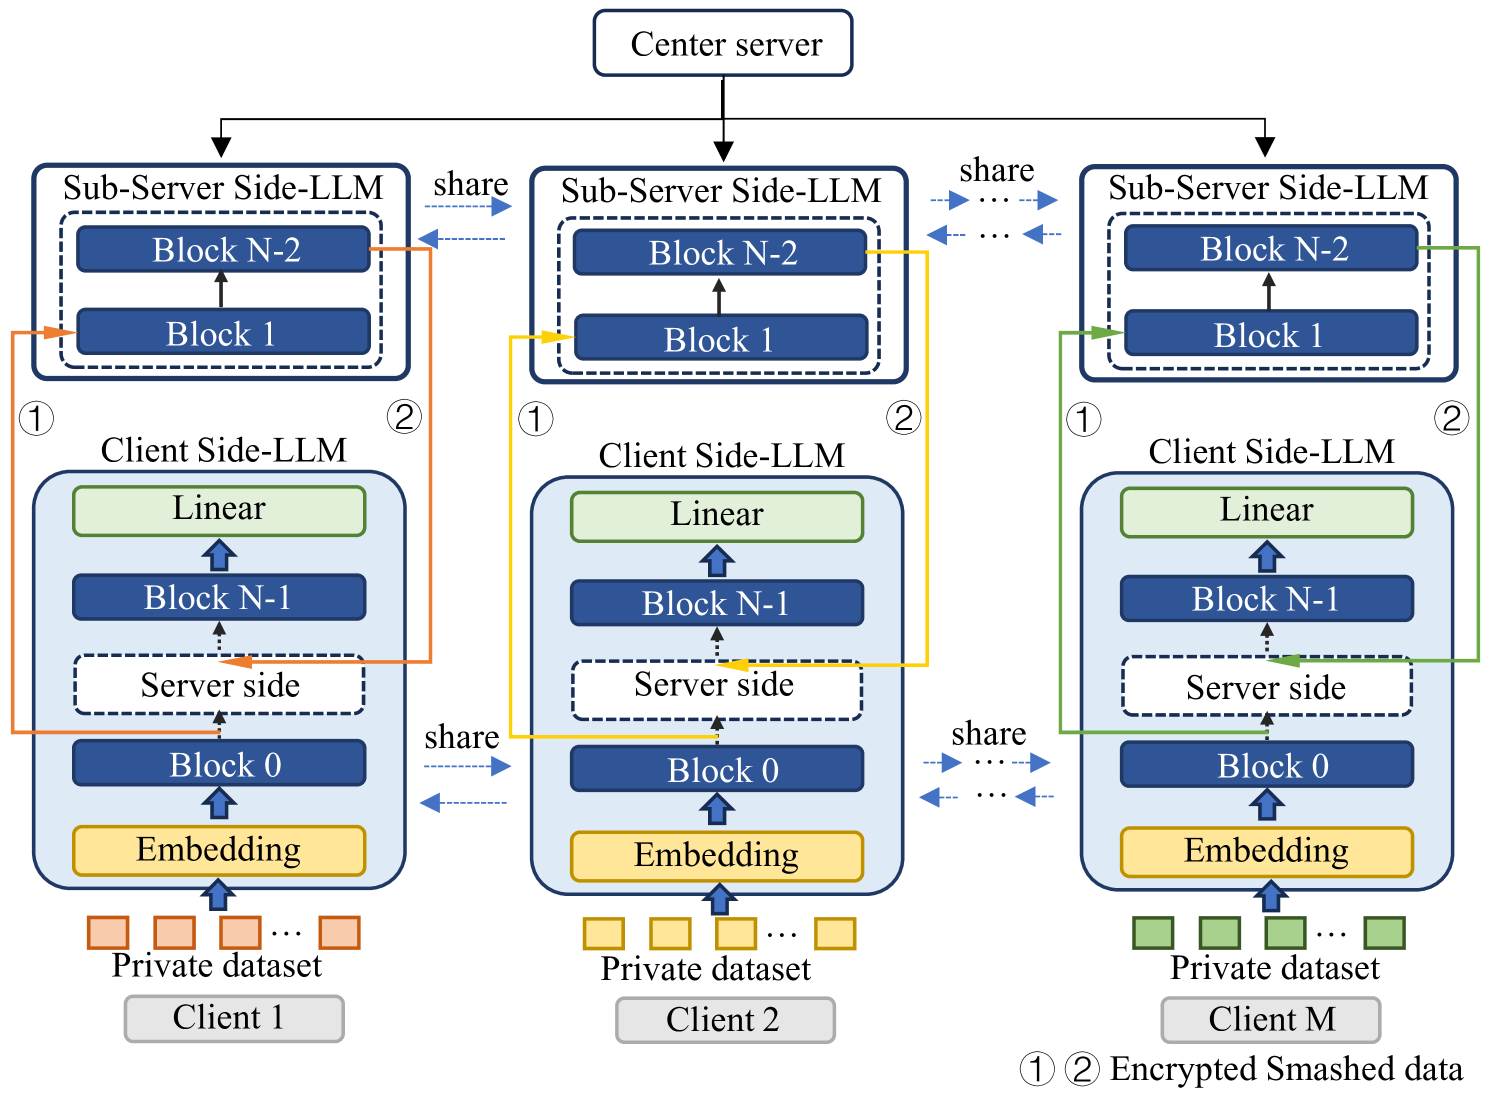 Center server
Sub-Server Side-LLM
Block N-2
Block 1
share
Sub-Server Side-LLM
Block N-2
Block 1
share
...
...
Sub-Server Side-LLM
Block N-2
Block 1
① ②
① ②
① ②
Client Side-LLM
Linear
Block N-1
Server side
Block 0
Embedding
...
Private dataset
Client 1
share
Client Side-LLM
Linear
Block N-1
Server side
Block 0
Embedding
...
Private dataset
Client 2
share
...
...
Client Side-LLM
Linear
Block N-1
Server side
Block 0
Embedding
...
Private dataset
Client M
① ② Encrypted Smashed data